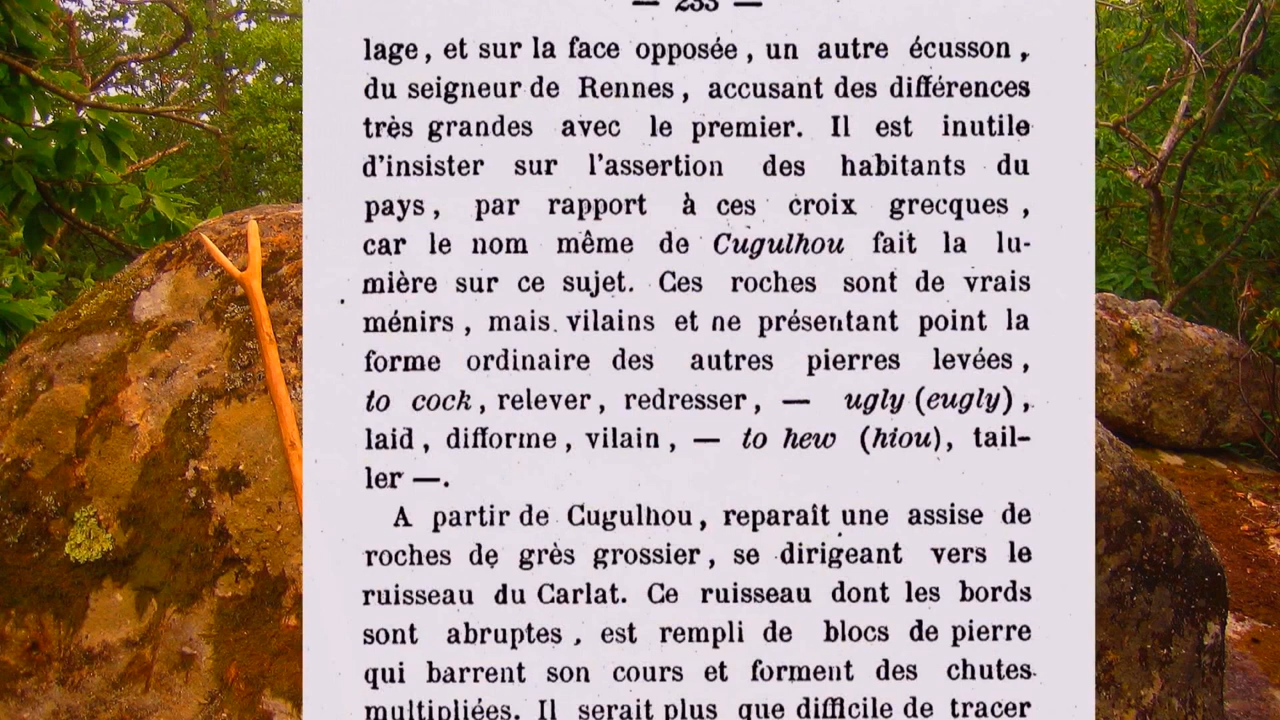 — 233 —
lage, et sur la face opposée, un autre écusson,
du seigneur de Rennes, accusant des différences
très grandes avec le premier. Il est inutile
d'insister sur l'assertion des habitants du
pays, par rapport à ces croix grecques,
car le nom même de Cugulhou fait la lu-
mière sur ce sujet. Ces roches sont de vrais
ménirs, mais vilains et ne présentant point la
forme ordinaire des autres pierres levées,
to cock, relever, redresser, — ugly (eugly),
laid, difforme, vilain, — to hew (hiou), tail-
ler —.
A partir de Cugulhou, reparaît une assise de
roches de grès grossier, se dirigeant vers le
ruisseau du Carlat. Ce ruisseau dont les bords
sont abruptes, est rempli de blocs de pierre
qui barrent son cours et forment des chutes
multipliées. Il serait plus que difficile de tracer